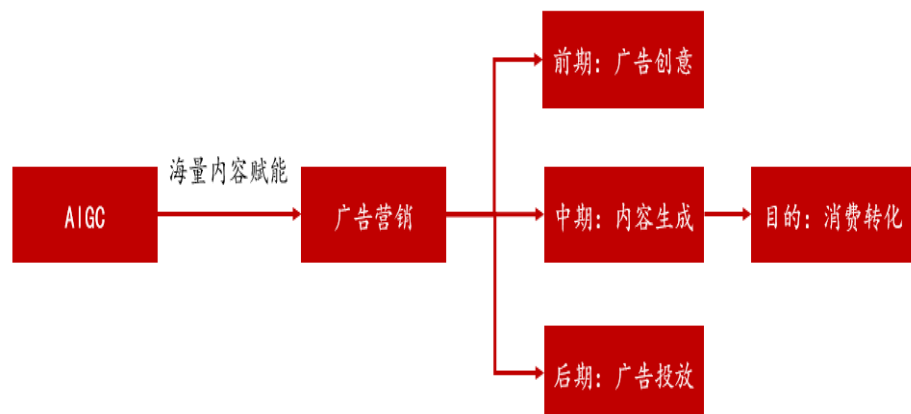 前期：广告创意
海量内容赋能
AIGC
广告营销
中期：内容生成
目的：消费转化
后期：广告投放